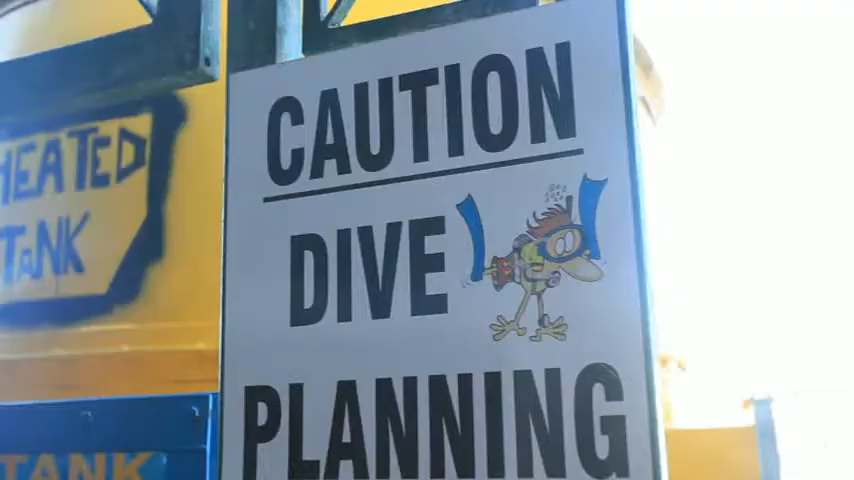 CAUTION
DIVE
PLANNING
HEATED
TANK
TANK